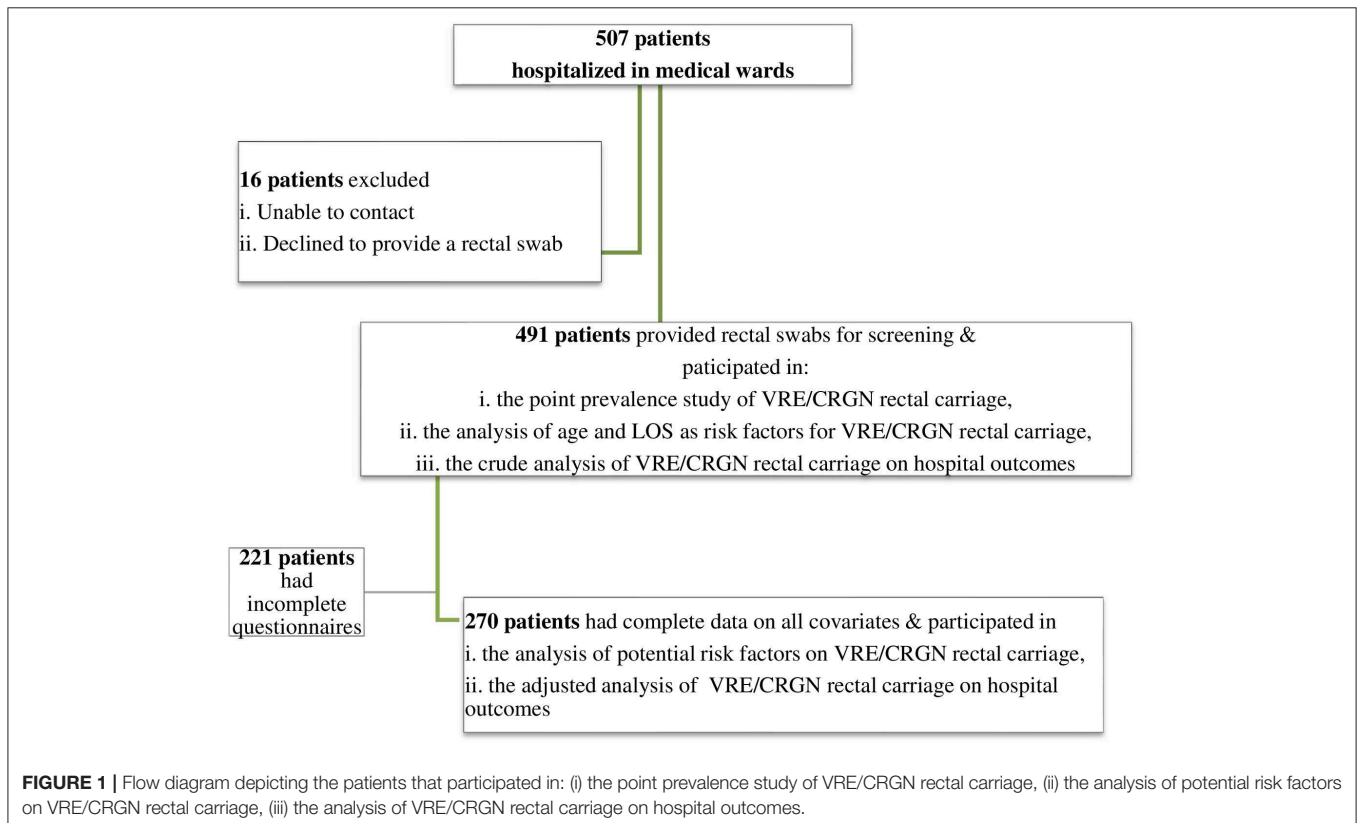 507 patients
hospitalized in medical wards
16 patients excluded
i. Unable to contact
ii. Declined to provide a rectal swab
491 patients provided rectal swabs for screening &
paticipated in:
i. the point prevalence study of VRE/CRGN rectal carriage,
ii. the analysis of age and LOS as risk factors for VRE/CRGN rectal carriage,
iii. the crude analysis of VRE/CRGN rectal carriage on hospital outcomes
221 patients
had
incomplete
questionnaires
270 patients had complete data on all covariates & participated in
i. the analysis of potential risk factors on VRE/CRGN rectal carriage,
ii. the adjusted analysis of VRE/CRGN rectal carriage on hospital
outcomes
FIGURE 1 | Flow diagram depicting the patients that participated in: (i) the point prevalence study of VRE/CRGN rectal carriage, (ii) the analysis of potential risk factors
on VRE/CRGN rectal carriage, (iii) the analysis of VRE/CRGN rectal carriage on hospital outcomes.